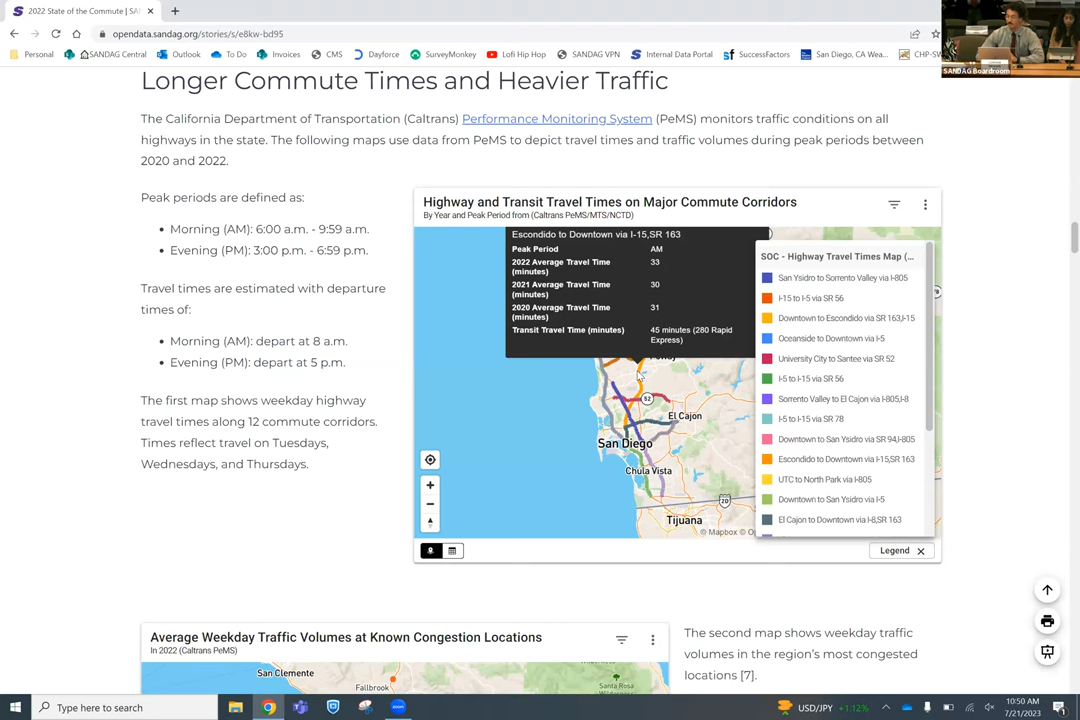 2022 State of the Commute | SA
opendata.sandag.org/stories/s/e8kw-bd95
Personal
SANDAG Central
Outlook
To Do
Invoices
CMS
Dayforce
SurveyMonkey
Lofi Hip Hop
SANDAG VPN
Internal Data Portal
SuccessFactors
San Diego, CA Wea...
CHP-SW
SANDAG Boardroom
Longer Commute Times and Heavier Traffic
The California Department of Transportation (Caltrans) Performance Monitoring System (PeMS) monitors traffic conditions on all
highways in the state. The following maps use data from PeMS to depict travel times and traffic volumes during peak periods between
2020 and 2022.
Peak periods are defined as:
• Morning (AM): 6:00 a.m. - 9:59 a.m.
• Evening (PM): 3:00 p.m. - 6:59 p.m.
Travel times are estimated with departure
times of:
• Morning (AM): depart at 8 a.m.
• Evening (PM): depart at 5 p.m.
The first map shows weekday highway
travel times along 12 commute corridors.
Times reflect travel on Tuesdays,
Wednesdays, and Thursdays.
Highway and Transit Travel Times on Major Commute Corridors
By Year and Peak Period from (Caltrans PeMS/MTS/NCTD)
Escondido to Downtown via I-15,SR 163
Peak Period AM
2022 Average Travel Time (minutes) 33
2021 Average Travel Time (minutes) 30
2020 Average Travel Time (minutes) 31
Transit Travel Time (minutes) 45 minutes (280 Rapid Express)
Poway
52
El Cajon
San Diego
Chula Vista
2D
Tijuana
© Mapbox © Op
SOC - Highway Travel Times Map (...
San Ysidro to Sorrento Valley via I-805
I-15 to I-5 via SR 56
Downtown to Escondido via SR 163,I-15
Oceanside to Downtown via I-5
University City to Santee via SR 52
I-5 to I-15 via SR 56
Sorrento Valley to El Cajon via I-805,I-8
I-5 to I-15 via SR 78
Downtown to San Ysidro via SR 94,I-805
Escondido to Downtown via I-15,SR 163
UTC to North Park via I-805
Downtown to San Ysidro via I-5
El Cajon to Downtown via I-8,SR 163
Legend
Average Weekday Traffic Volumes at Known Congestion Locations
In 2022 (Caltrans PeMS)
San Clemente
Fallbrook
Santa Rosa
The second map shows weekday traffic
volumes in the region's most congested
locations [7].
Type here to search
zoom
USD/JPY +1.12%
10:50 AM
7/21/2023
1